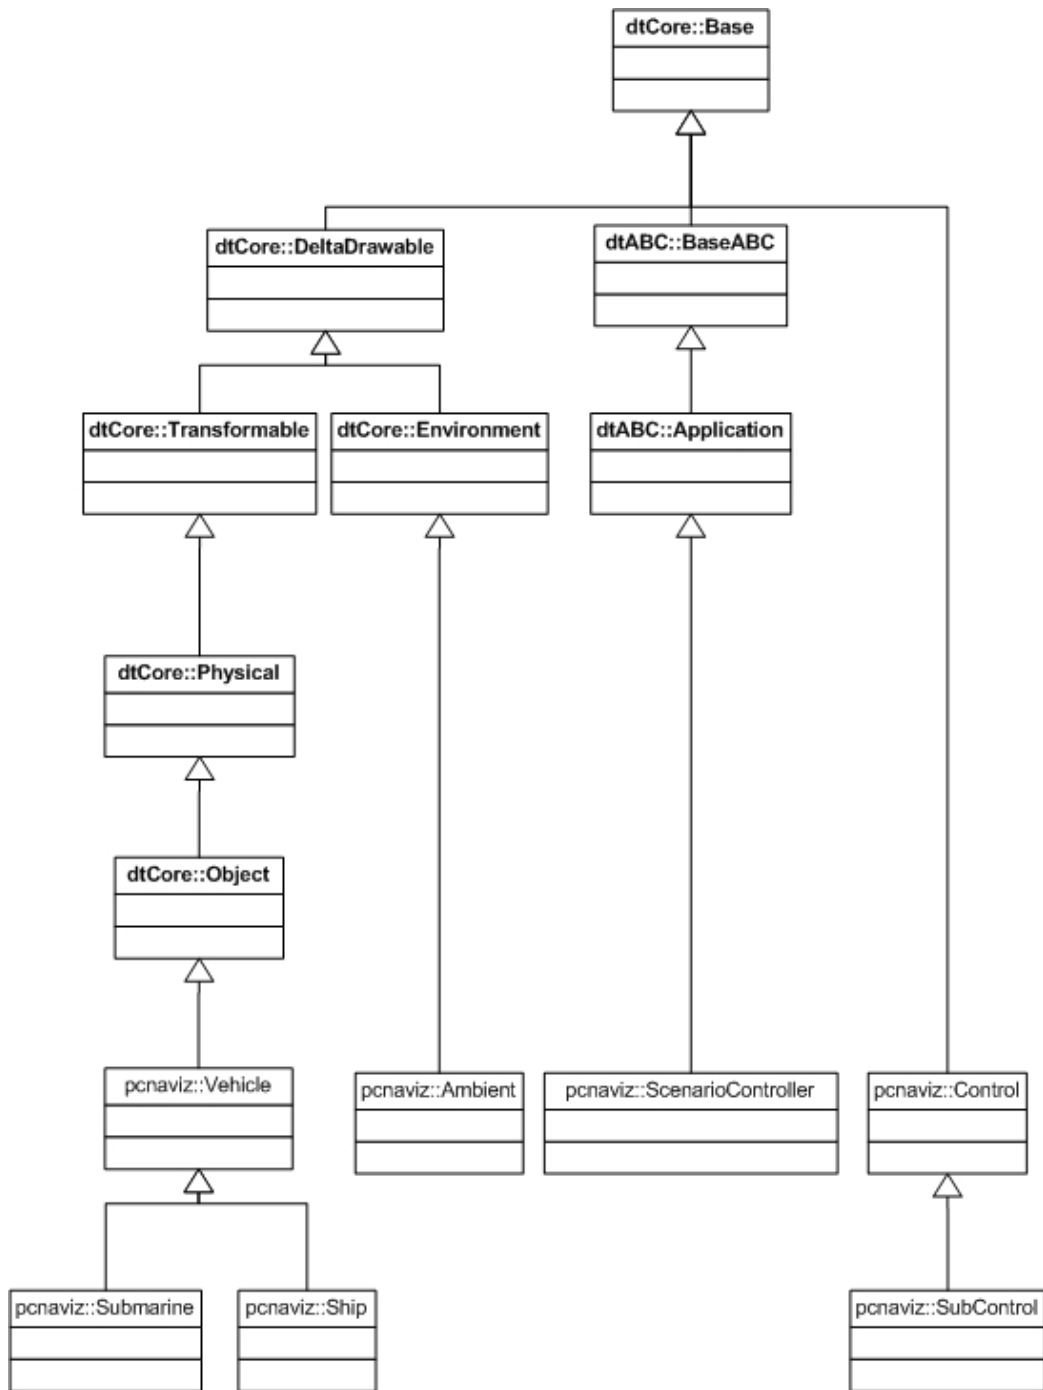 dtCore::Base
dtCore::DeltaDrawable
dtABC::BaseABC
dtCore::Transformable
dtCore::Environment
dtABC::Application
dtCore::Physical
dtCore::Object
pcnaviz::Vehicle
pcnaviz::Ambient
pcnaviz::ScenarioController
pcnaviz::Control
pcnaviz::Submarine
pcnaviz::Ship
pcnaviz::SubControl